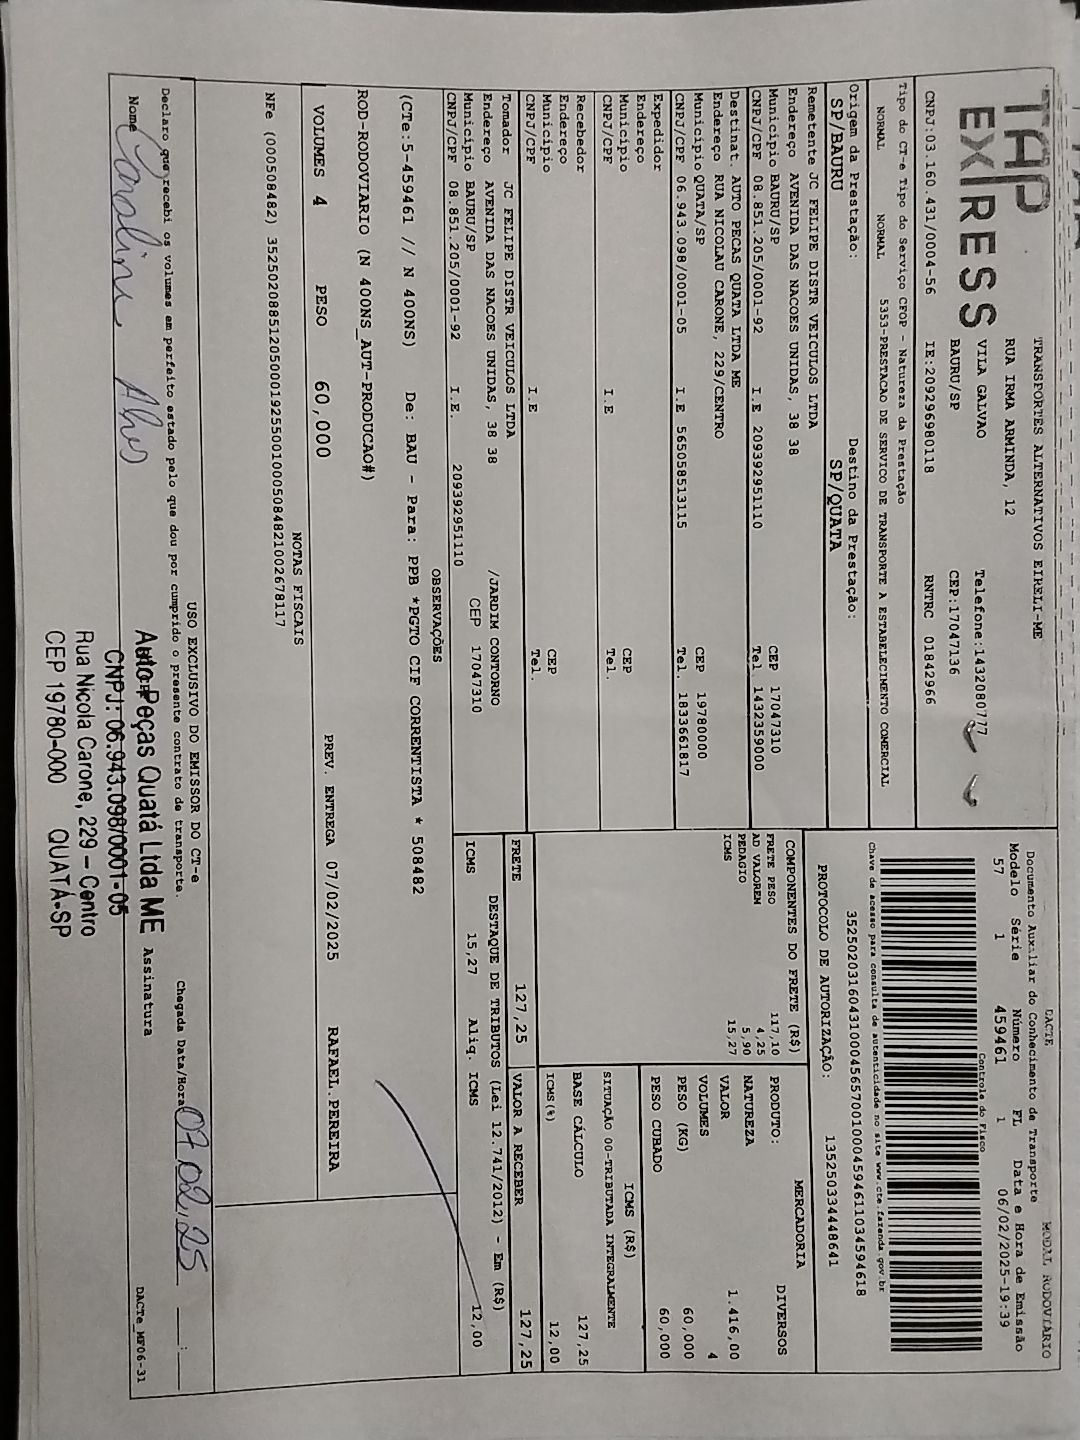 TAP
EXPRESS
TRANSPORTES ALTERNATIVOS EIRELI-ME
RUA IRMA ARMINDA, 12
VILA GALVAO Telefone:1432080777
BAURU/SP CEP:17047136
CNPJ:03.160.431/0004-56 IE:209296980118 RNTRC 01842966
Tipo do CT-e Tipo do Serviço CFOP - Natureza da Prestação
NORMAL NORMAL 5353-PRESTACAO DE SERVICO DE TRANSPORTE A ESTABELECIMENTO COMERCIAL
Origem da Prestação: Destino da Prestação:
SP/BAURU SP/QUATA
Remetente JC FELIPE DISTR VEICULOS LTDA
Endereço AVENIDA DAS NACOES UNIDAS, 38 38
Município BAURU/SP CEP 17047310
CNPJ/CPF 08.851.205/0001-92 I.E 209392951110 Tel. 1432359000
Destinat. AUTO PECAS QUATA LTDA ME
Endereço RUA NICOLAU CARONE, 229/CENTRO
Município QUATA/SP CEP 19780000
CNPJ/CPF 06.943.098/0001-05 I.E 565058513115 Tel. 1833661817
Expedidor
Endereço
Município CEP
CNPJ/CPF I.E Tel.
Recebedor
Endereço
Município CEP
CNPJ/CPF I.E Tel.
Tomador JC FELIPE DISTR VEICULOS LTDA
Endereço AVENIDA DAS NACOES UNIDAS, 38 38 /JARDIM CONTORNO
Município BAURU/SP CEP 17047310
CNPJ/CPF 08.851.205/0001-92 I.E. 209392951110
DACTE MODAL RODOVIÁRIO
Documento Auxiliar do Conhecimento de Transporte
Modelo Série Número FL Data e Hora de Emissão
57 1 459461 1 06/02/2025-19:39
Controle do Fisco
Chave de acesso para consulta de autenticidade no site www.cte.fazenda.gov.br
35250203160431000456570010004594611034594618
PROTOCOLO DE AUTORIZAÇÃO: 135250334448641
COMPONENTES DO FRETE (R$)
FRETE PESO 117,10
AD VALOREM 4,25
PEDAGIO 5,90
ICMS 15,27
MERCADORIA
PRODUTO: DIVERSOS
NATUREZA
VALOR 1.416,00
VOLUMES 4
PESO (KG) 60,000
PESO CUBADO 60,000
ICMS (R$)
SITUAÇÃO 00-TRIBUTADA INTEGRALMENTE
BASE CÁLCULO 127,25
ICMS(%) 12,00
FRETE 127,25 VALOR A RECEBER 127,25
DESTAQUE DE TRIBUTOS (Lei 12.741/2012) - Em (R$)
ICMS 15,27 Aliq. ICMS 12,00
OBSERVAÇÕES
(CTe:5-459461 // N 400NS) De: BAU - Para: PPB *PGTO CIF CORRENTISTA * 508482
ROD-RODOVIARIO (N 400NS_AUT-PRODUCAO#)
VOLUMES 4 PESO 60,000 PREV. ENTREGA 07/02/2025 RAFAEL.PEREIRA
NOTAS FISCAIS
NFe (000508482) 35250208851205000192550010005084821002678117
USO EXCLUSIVO DO EMISSOR DO CT-e
Declaro que recebi os volumes em perfeito estado pelo que dou por cumprido o presente contrato de transporte. Chegada Data/Hora 07 02 25 __:__
Nome Caroline Alves Assinatura
DACTe_MF06-31
Auto Peças Quatá Ltda ME
CNPJ: 06.943.098/0001-05
Rua Nicola Carone, 229 – Centro
CEP 19780-000 QUATÁ-SP